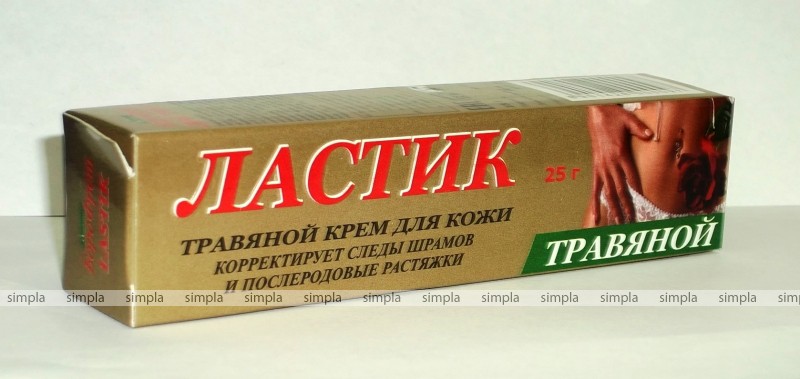 ЛАСТИК
25 г
ТРАВЯНОЙ КРЕМ ДЛЯ КОЖИ
КОРРЕКТИРУЕТ СЛЕДЫ ШРАМОВ
И ПОСЛЕРОДОВЫЕ РАСТЯЖКИ
ТРАВЯНОЙ
simpla simpla simpla simpla simpla simpla simpla simpla simpla simpla simpla simpla simpla